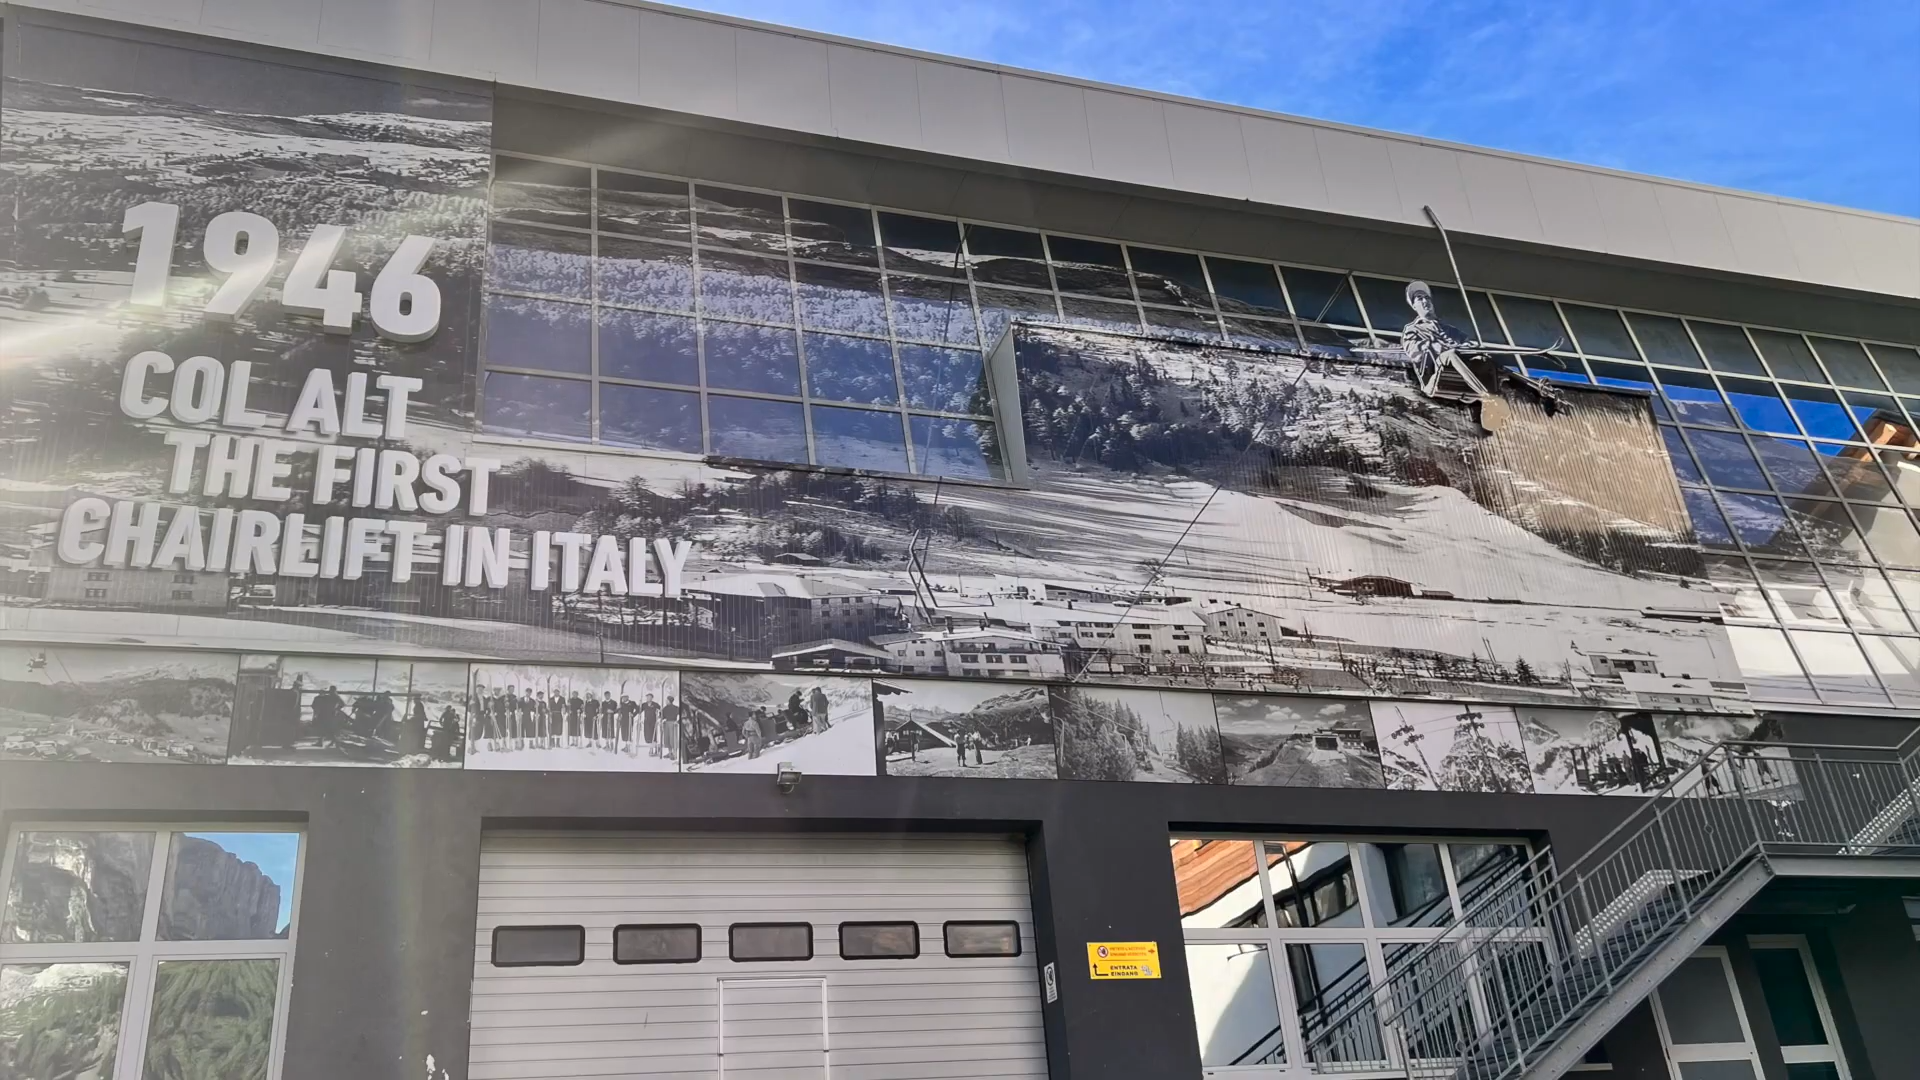 1946
COL ALT
THE FIRST
CHAIRLIFT IN ITALY
ENTRATA
EINGANG